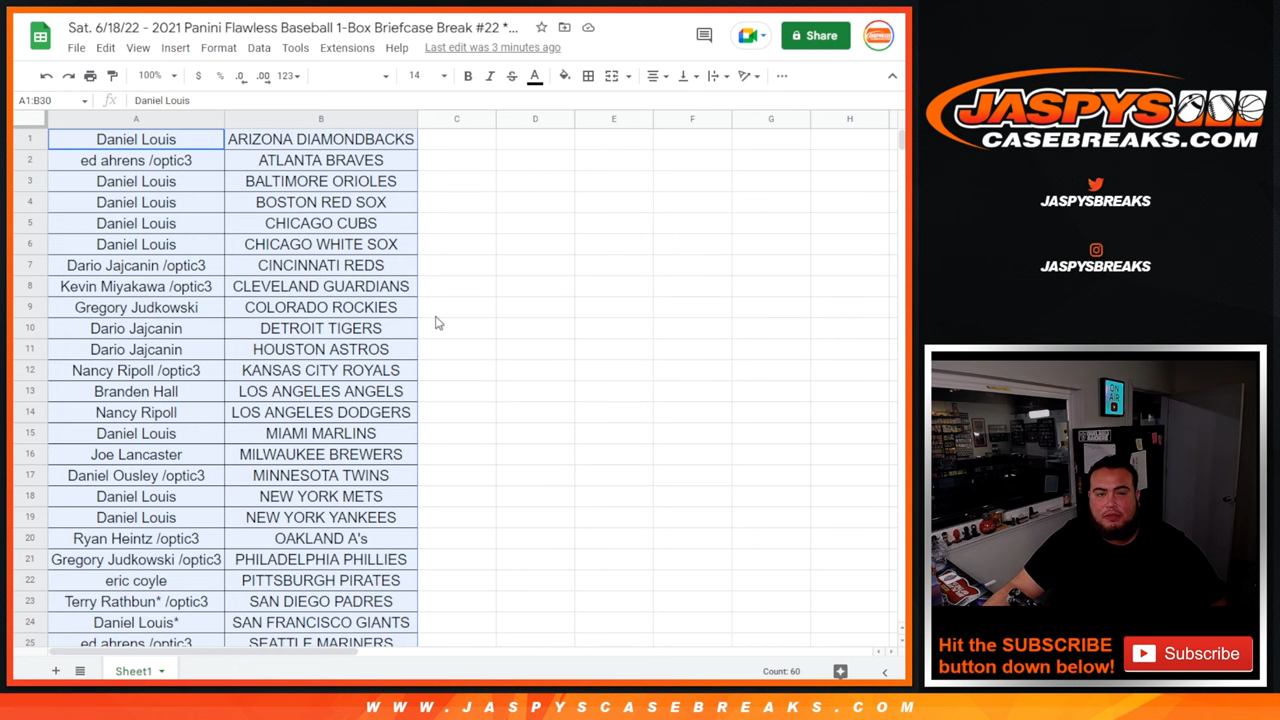 Sat. 6/18/22 - 2021 Panini Flawless Baseball 1-Box Briefcase Break #22 *...
File Edit View Insert Format Data Tools Extensions Help Last edit was 3 minutes ago
Share
100% $ % .0 .00 123 14 B I S A
A1:B30 fx Daniel Louis
A B C D E F G H
1 Daniel Louis ARIZONA DIAMONDBACKS
2 ed ahrens /optic3 ATLANTA BRAVES
3 Daniel Louis BALTIMORE ORIOLES
4 Daniel Louis BOSTON RED SOX
5 Daniel Louis CHICAGO CUBS
6 Daniel Louis CHICAGO WHITE SOX
7 Dario Jajcanin /optic3 CINCINNATI REDS
8 Kevin Miyakawa /optic3 CLEVELAND GUARDIANS
9 Gregory Judkowski COLORADO ROCKIES
10 Dario Jajcanin DETROIT TIGERS
11 Dario Jajcanin HOUSTON ASTROS
12 Nancy Ripoll /optic3 KANSAS CITY ROYALS
13 Branden Hall LOS ANGELES ANGELS
14 Nancy Ripoll LOS ANGELES DODGERS
15 Daniel Louis MIAMI MARLINS
16 Joe Lancaster MILWAUKEE BREWERS
17 Daniel Ousley /optic3 MINNESOTA TWINS
18 Daniel Louis NEW YORK METS
19 Daniel Louis NEW YORK YANKEES
20 Ryan Heintz /optic3 OAKLAND A's
21 Gregory Judkowski /optic3 PHILADELPHIA PHILLIES
22 eric coyle PITTSBURGH PIRATES
23 Terry Rathbun* /optic3 SAN DIEGO PADRES
24 Daniel Louis* SAN FRANCISCO GIANTS
25 ed ahrens /optic3 SEATTLE MARINERS
Sheet1
Count: 60
JASPYS
CASEBREAKS.COM
JASPYSBREAKS
JASPYSBREAKS
ON AIR
Hit the SUBSCRIBE
button down below!
Subscribe
WWW.JASPYSCASEBREAKS.COM